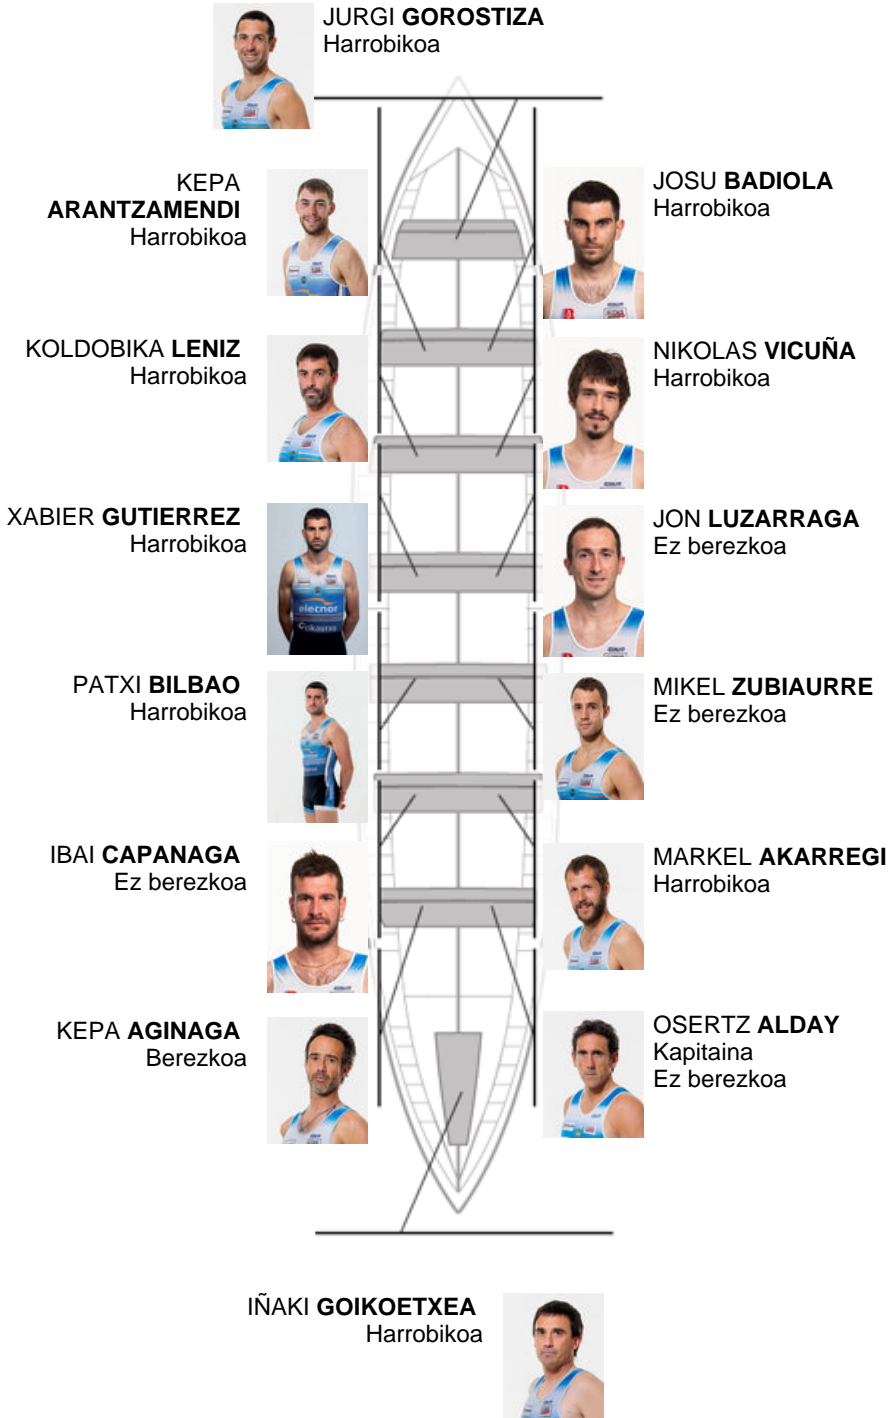 JURGI GOROSTIZA
Harrobikoa
KEPA
ARANTZAMENDI
Harrobikoa
JOSU BADIOLA
Harrobikoa
KOLDOBIKA LENIZ
Harrobikoa
NIKOLAS VICUÑA
Harrobikoa
XABIER GUTIERREZ
Harrobikoa
elecnor
cikautxo
JON LUZARRAGA
Ez berezkoa
PATXI BILBAO
Harrobikoa
MIKEL ZUBIAURRE
Ez berezkoa
IBAI CAPANAGA
Ez berezkoa
MARKEL AKARREGI
Harrobikoa
KEPA AGINAGA
Berezkoa
OSERTZ ALDAY
Kapitaina
Ez berezkoa
IÑAKI GOIKOETXEA
Harrobikoa